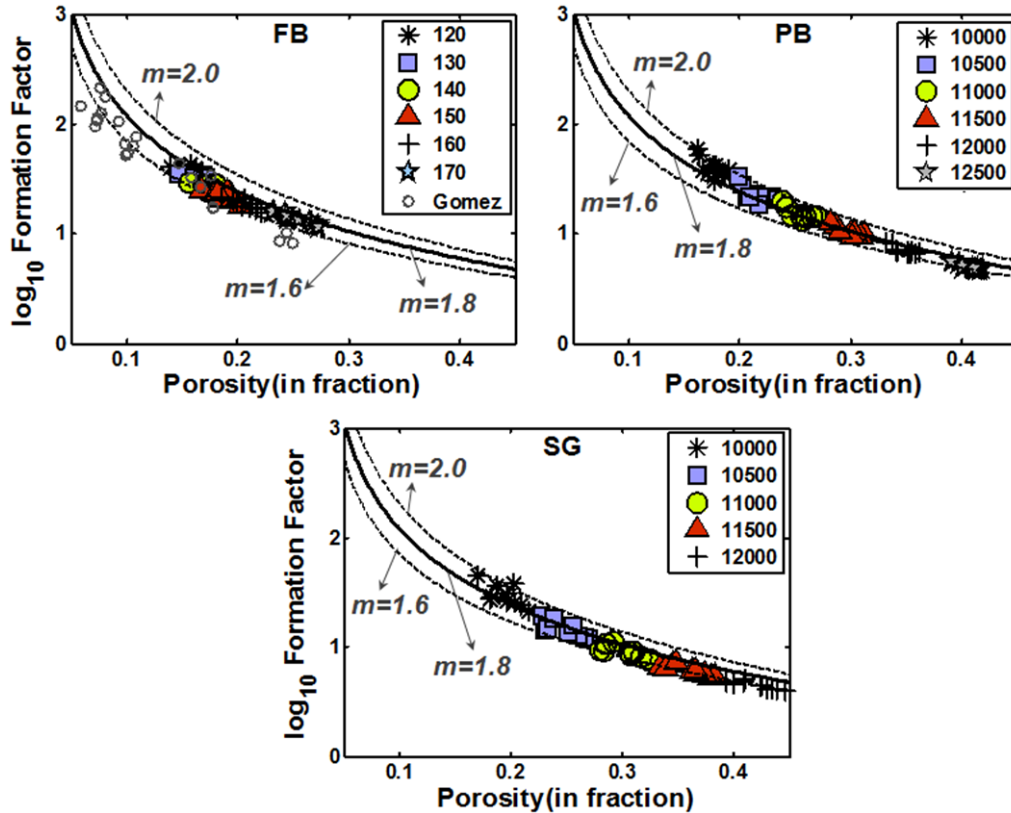 FB
3
2
1
0
log10 Formation Factor
m=2.0
m=1.6
m=1.8
120
130
140
150
160
170
Gomez
0.1 0.2 0.3 0.4
Porosity(in fraction)
PB
3
2
1
0
m=2.0
m=1.6
m=1.8
10000
10500
11000
11500
12000
12500
0.1 0.2 0.3 0.4
Porosity(in fraction)
SG
3
2
1
0
log10 Formation Factor
m=2.0
m=1.6
m=1.8
10000
10500
11000
11500
12000
0.1 0.2 0.3 0.4
Porosity(in fraction)